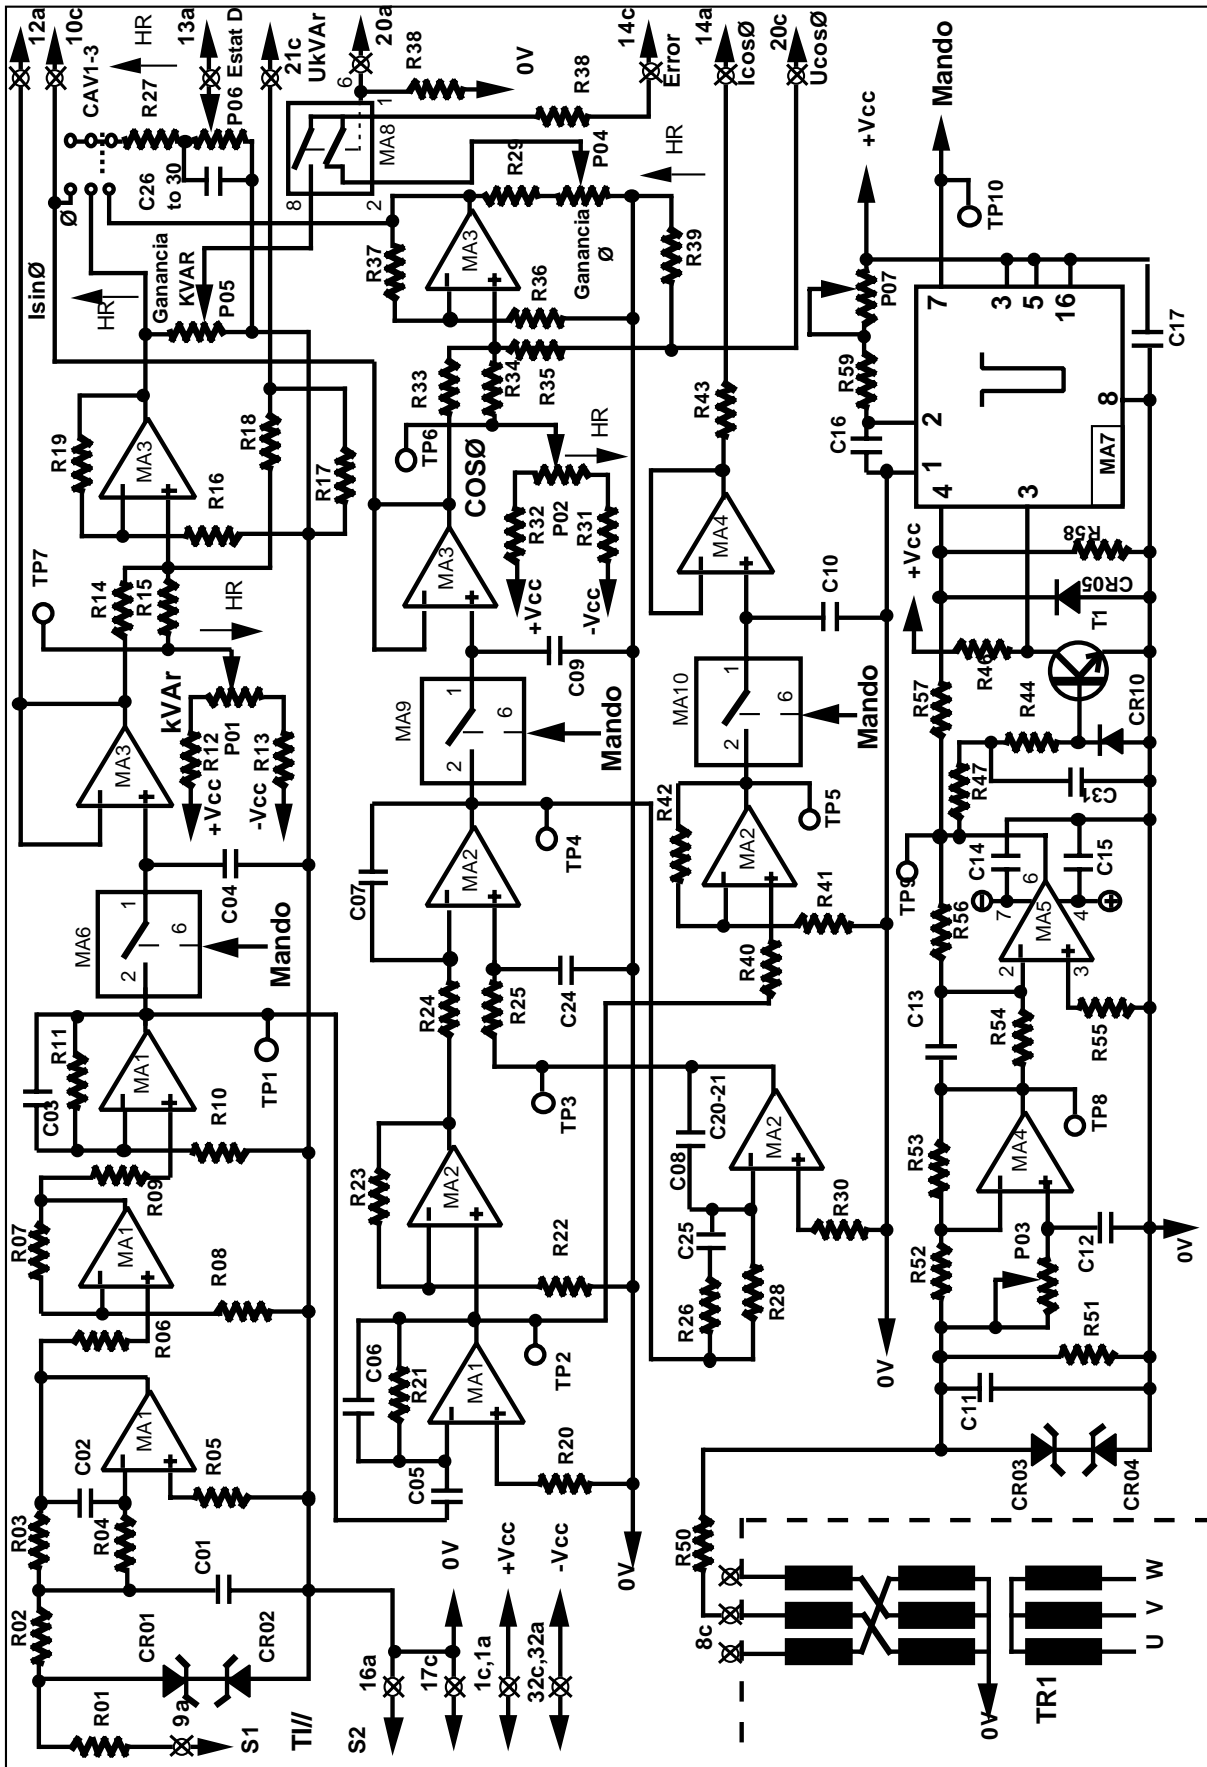 12a
10c
CAV1-3
HR
R27
13a
P06 Estat D
21c
UkVAr
20a
R38
0V
14c
Error
14a
IcosØ
20c
UcosØ
IsinØ
HR
Ø
C26
to 30
Ganancia
KVAR
P05
8
MA8
6
1
2
R38
R37
MA3
R29
P04
Ganancia
Ø
HR
R39
R36
R19
MA3
R16
R18
R17
R33
R34
R35
TP6
COSØ
HR
R32
P02
R31
+Vcc
-Vcc
R43
MA4
C10
TP7
R14
R15
HR
kVAr
R12
P01
R13
+Vcc
-Vcc
MA3
MA3
C09
MA9
1
6
2
Mando
MA10
1
6
2
Mando
MA6
1
6
2
C04
Mando
C07
MA2
TP4
R24
R25
C24
R42
MA2
TP5
R41
R40
C03
R11
MA1
TP1
R10
R09
R07
MA1
R08
R06
R23
MA2
R22
TP3
C20-21
C08
MA2
C25
R26
R28
R30
C06
R21
MA1
TP2
C05
R20
0V
0V
C02
MA1
R05
R03
R04
C01
R02
CR01
CR02
R01
9a
S1
TI//
S2
16a
17c
0V
1c,1a
+Vcc
32c,32a
-Vcc
+Vcc
Mando
TP10
P07
R59
C16
7
3
5
16
C17
2
1
4
3
8
MA7
+Vcc
R58
CR05
T1
R46
R57
R44
CR10
R47
C31
TP9
C14
C15
R56
7
6
4
MA5
2
3
C13
R54
R55
R53
MA4
TP8
P03
C12
0V
R52
R51
C11
CR03
CR04
R50
8c
0V
TR1
U
V
W